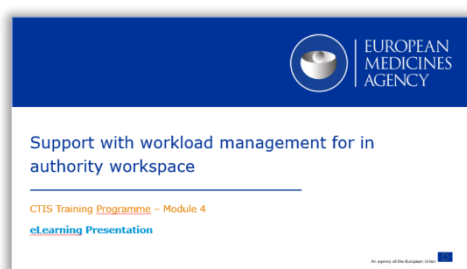 EUROPEAN
MEDICINES
AGENCY
Support with workload management for in
authority workspace
CTIS Training Programme – Module 4
eLearning Presentation
An agency of the European Union